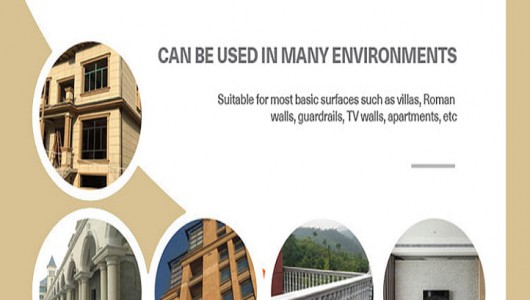 CAN BE USED IN MANY ENVIRONMENTS
Suitable for most basic surfaces such as villas, Roman
walls, guardrails, TV walls, apartments, etc